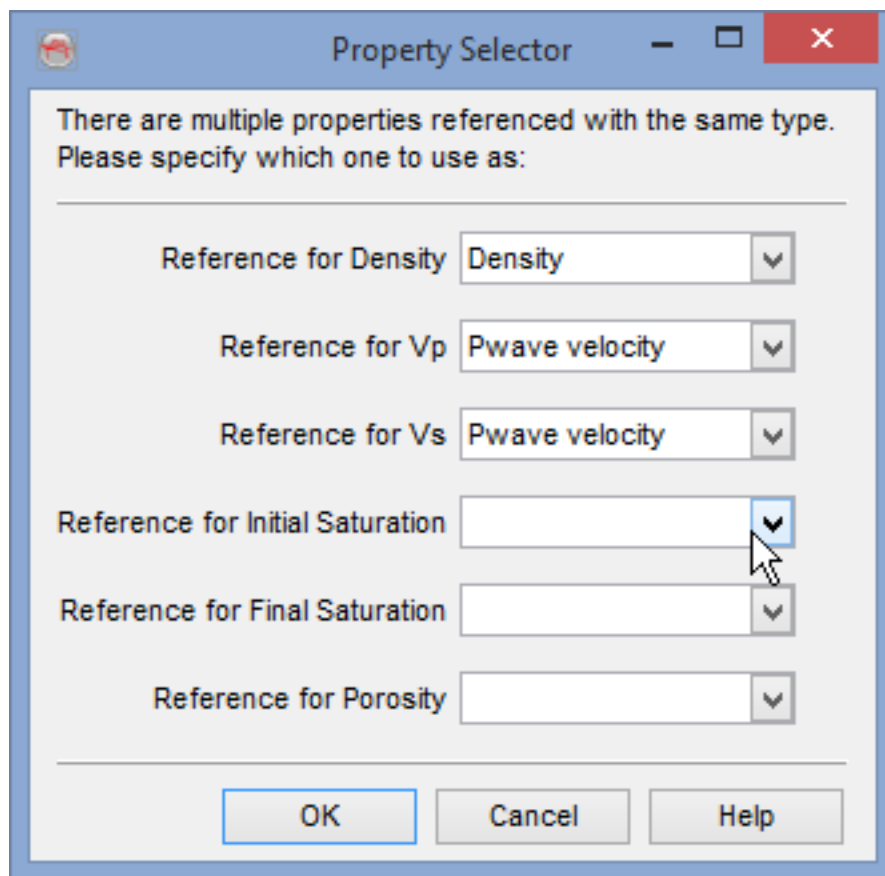 Property Selector
There are multiple properties referenced with the same type.
Please specify which one to use as:
Reference for Density Density
Reference for Vp Pwave velocity
Reference for Vs Pwave velocity
Reference for Initial Saturation
Reference for Final Saturation
Reference for Porosity
OK Cancel Help